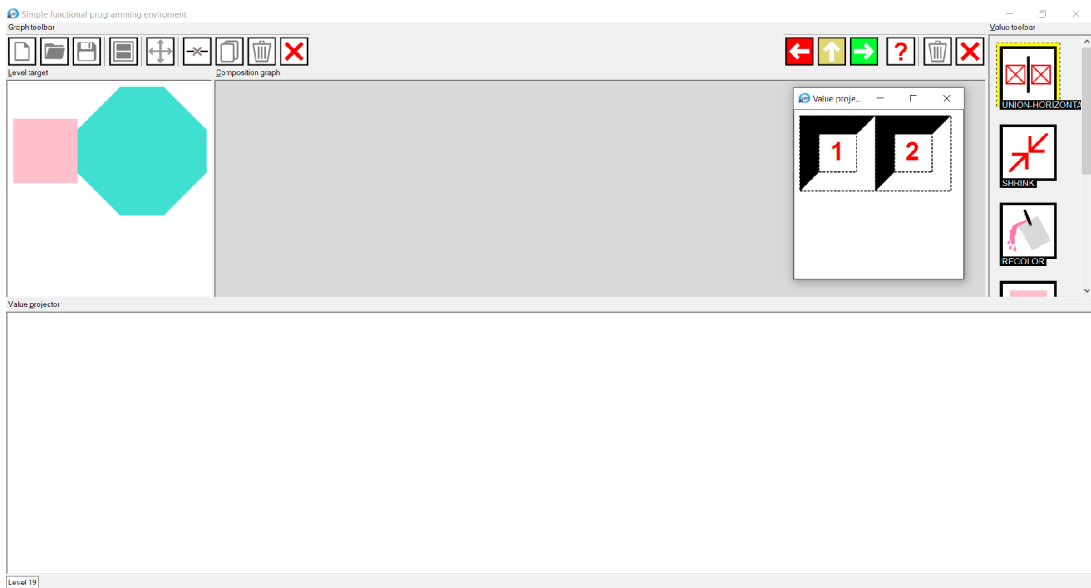 Simple functional programming enviroment
Graph toolbar
Value toolbar
?
Level target
Composition graph
Value proje...
1
2
UNION-HORIZONTA
SHRINK
RECOLOR
Value projector
Level 19